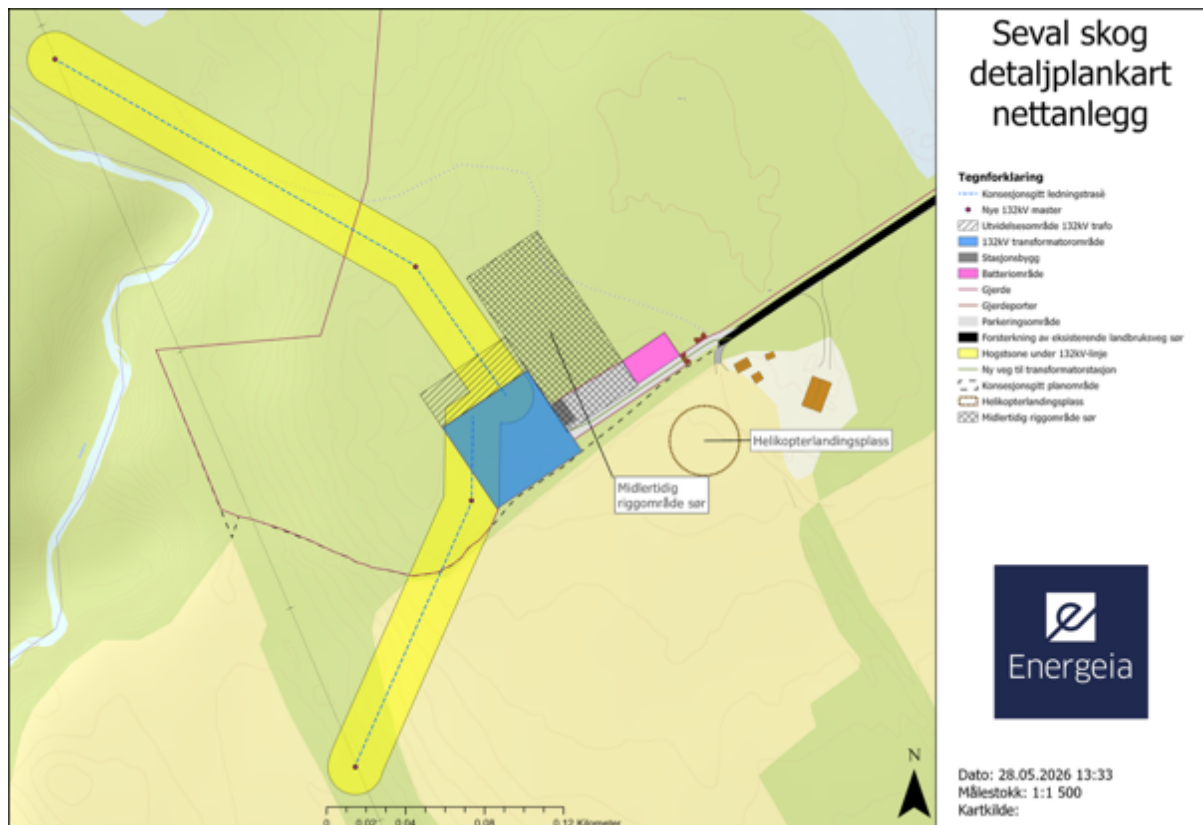 Seval skog
detaljplankart
nettanlegg
Tegnforklaring
Konsesjonsgitt ledningstrasè
Nye 132kV master
Utvidelsesområde 132kV trafo
132kV transformatorområde
Stasjonsbygg
Batteriområde
Gjerde
Gjerdeporter
Parkeringsområde
Forsterkning av eksisterende landbruksveg sør
Hogstsone under 132kV-linje
Ny veg til transformatorstasjon
Konsesjonsgitt planområde
Helikopterlandingsplass
Midlertidig riggområde sør
Helikopterlandingsplass
Midlertidig
riggområde sør
Energeia
N
0 0,02 0,04 0,08 0,12 Kilometer
Dato: 28.05.2026 13:33
Målestokk: 1:1 500
Kartkilde: